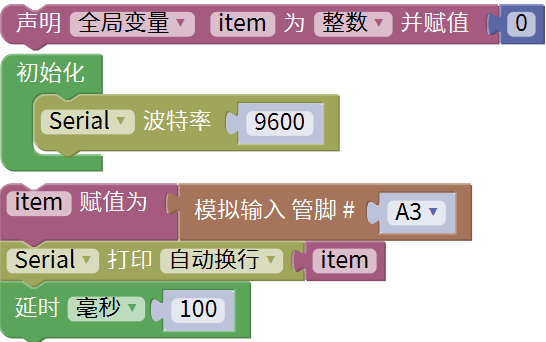 声明 全局变量 item 为 整数 并赋值 0
初始化
Serial 波特率 9600
item 赋值为 模拟输入 管脚 # A3
Serial 打印 自动换行 item
延时 毫秒 100